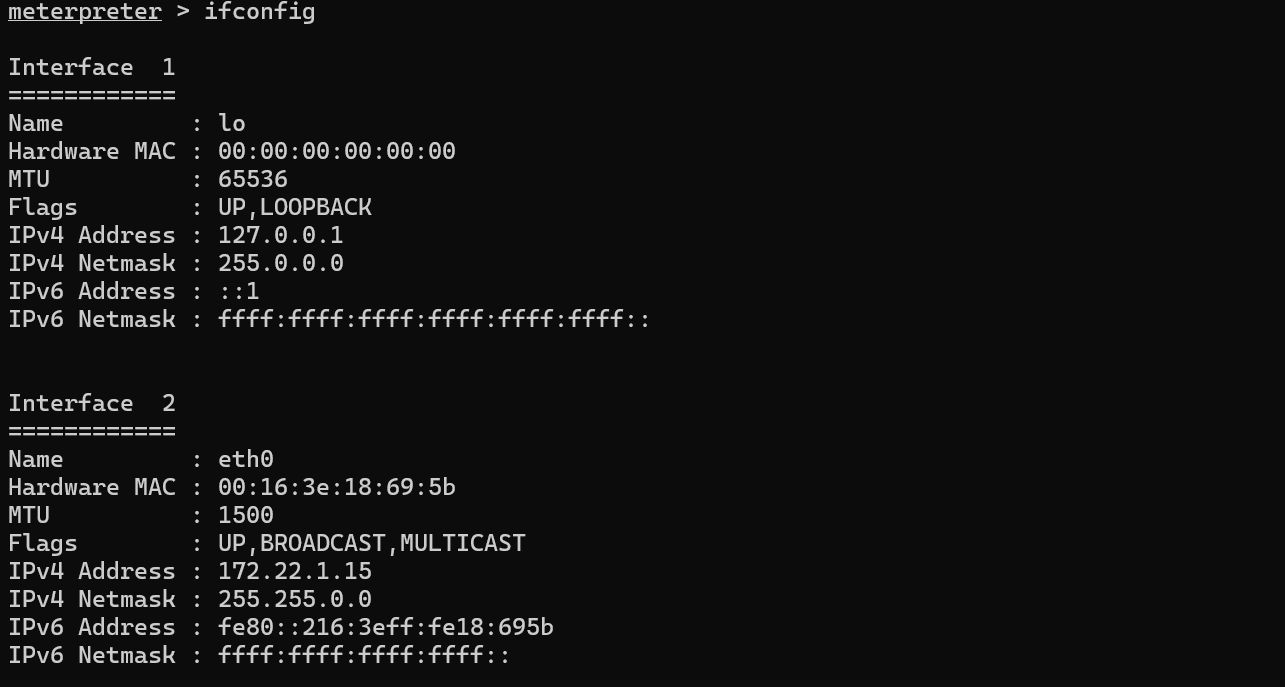 meterpreter > ifconfig
Interface  1
============
Name         : lo
Hardware MAC : 00:00:00:00:00:00
MTU          : 65536
Flags        : UP,LOOPBACK
IPv4 Address : 127.0.0.1
IPv4 Netmask : 255.0.0.0
IPv6 Address : ::1
IPv6 Netmask : ffff:ffff:ffff:ffff:ffff:ffff::
Interface  2
============
Name         : eth0
Hardware MAC : 00:16:3e:18:69:5b
MTU          : 1500
Flags        : UP,BROADCAST,MULTICAST
IPv4 Address : 172.22.1.15
IPv4 Netmask : 255.255.0.0
IPv6 Address : fe80::216:3eff:fe18:695b
IPv6 Netmask : ffff:ffff:ffff:ffff::